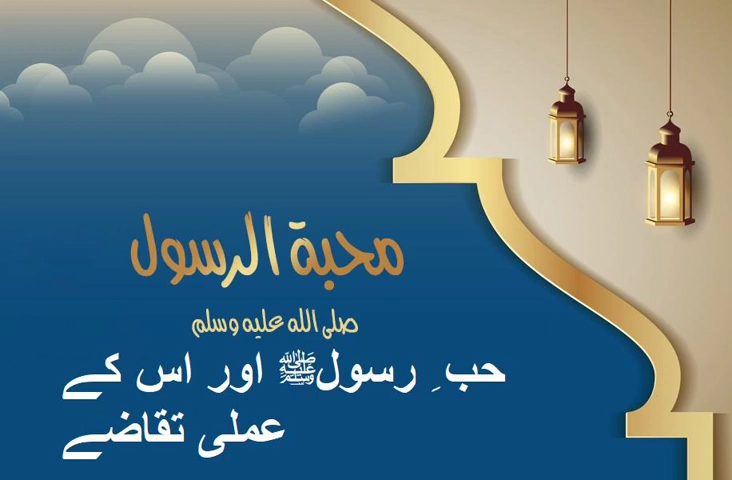 محبة الرسول
صلى الله عليه وسلم
حب ِ رسولﷺ اور اس کے
عملی تقاضے